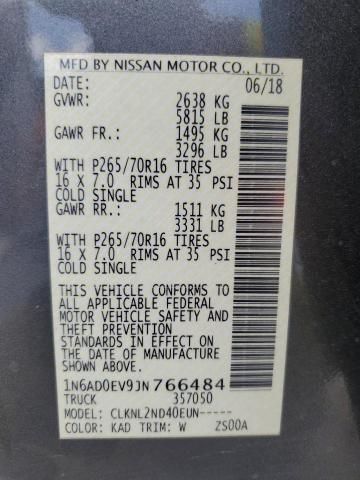 MFD BY NISSAN MOTOR CO., LTD.
DATE: 06/18
GVWR: 2638 KG
5815 LB
GAWR FR.: 1495 KG
3296 LB
WITH P265/70R16 TIRES
16 X 7.0 RIMS AT 35 PSI
COLD SINGLE
GAWR RR.: 1511 KG
3331 LB
WITH P265/70R16 TIRES
16 X 7.0 RIMS AT 35 PSI
COLD SINGLE
THIS VEHICLE CONFORMS TO
ALL APPLICABLE FEDERAL
MOTOR VEHICLE SAFETY AND
THEFT PREVENTION
STANDARDS IN EFFECT ON
THE DATE OF MANUFACTURE
SHOWN ABOVE.
1N6AD0EV9JN766484
TRUCK 357050
MODEL: CLKNL2ND40EUN-----
COLOR: KAD TRIM: W ZS00A